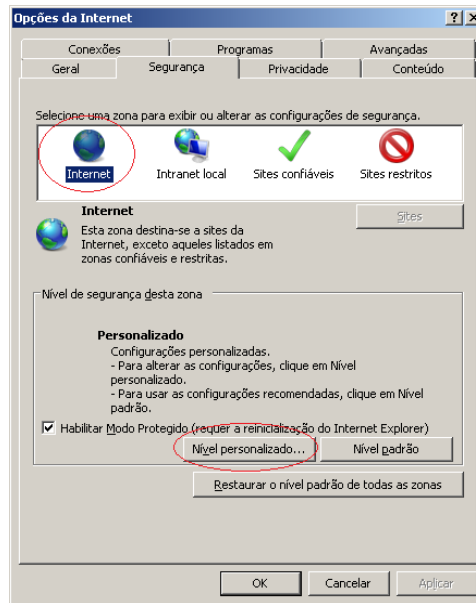 Opções da Internet
Conexões Programas Avançadas
Geral Segurança Privacidade Conteúdo
Selecione uma zona para exibir ou alterar as configurações de segurança.
Internet Intranet local Sites confiáveis Sites restritos
Internet
Sites
Esta zona destina-se a sites da
Internet, exceto aqueles listados em
zonas confiáveis e restritas.
Nível de segurança desta zona
Personalizado
Configurações personalizadas.
- Para alterar as configurações, clique em Nível
personalizado.
- Para usar as configurações recomendadas, clique em Nível
padrão.
Habilitar Modo Protegido (requer a reinicialização do Internet Explorer)
Nível personalizado... Nível padrão
Restaurar o nível padrão de todas as zonas
OK Cancelar Aplicar